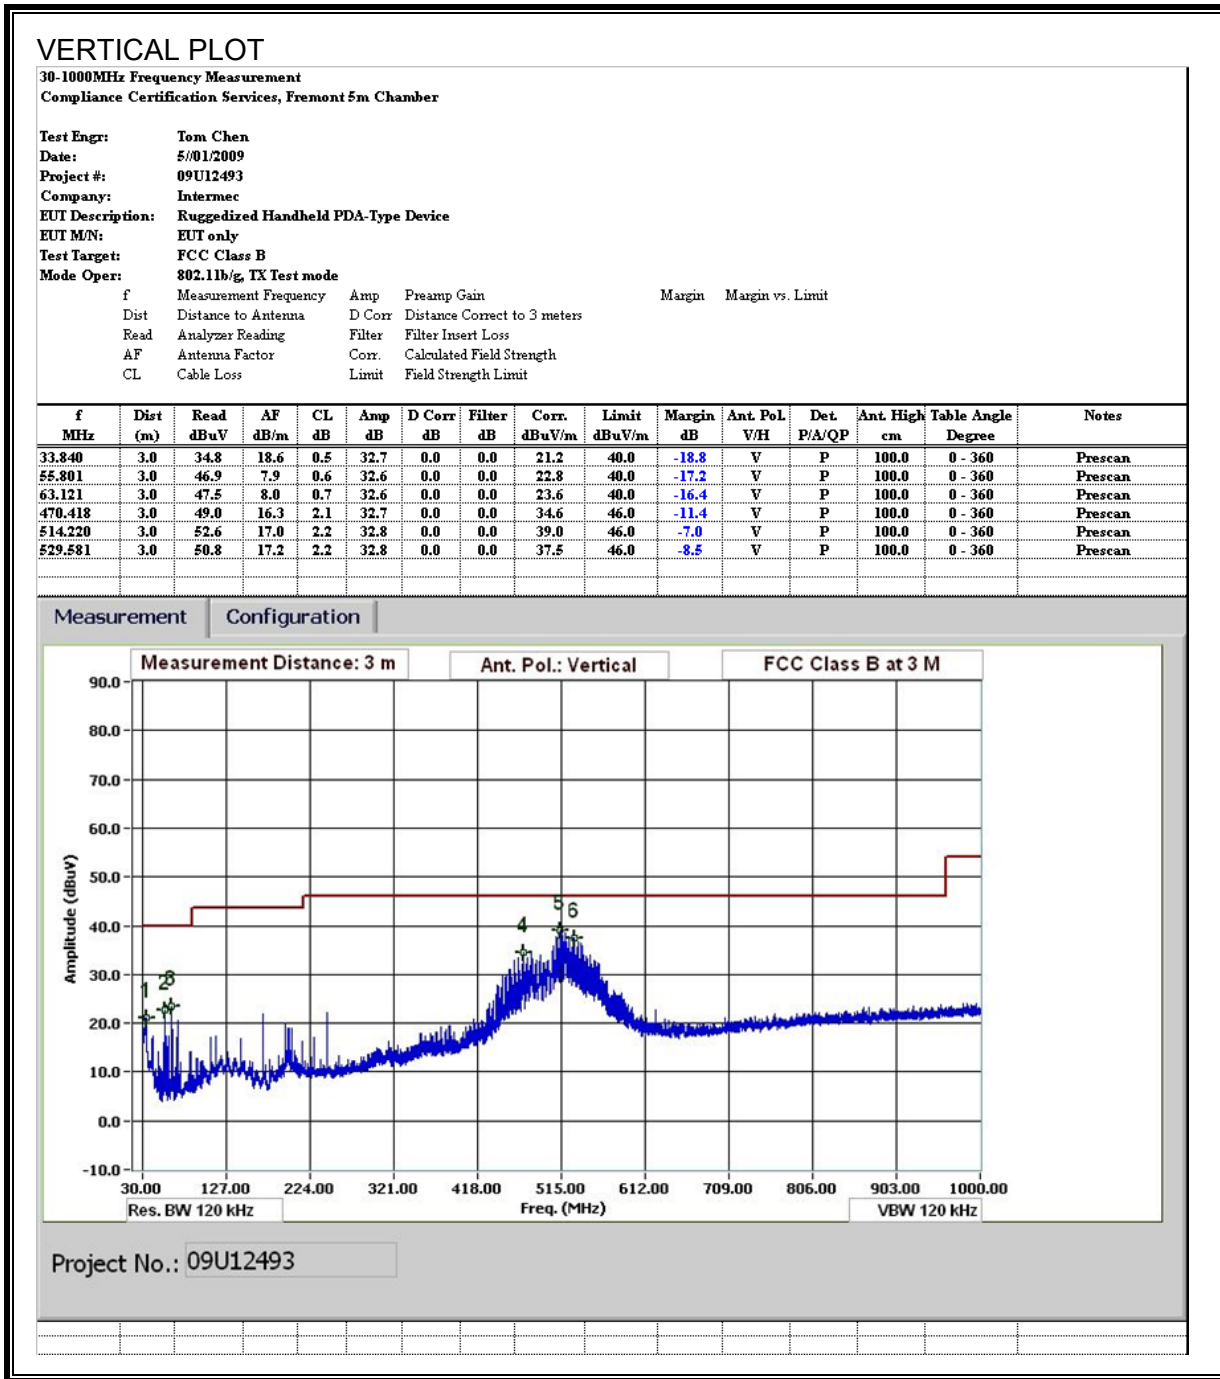 VERTICAL PLOT
30-1000MHz Frequency Measurement
Compliance Certification Services, Fremont 5m Chamber
Test Engr: Tom Chen
Date: 5//01/2009
Project #: 09U12493
Company: Intermec
EUT Description: Ruggedized Handheld PDA-Type Device
EUT M/N: EUT only
Test Target: FCC Class B
Mode Oper: 802.11b/g, TX Test mode
f Measurement Frequency Amp Preamp Gain Margin Margin vs. Limit
Dist Distance to Antenna D Corr Distance Correct to 3 meters
Read Analyzer Reading Filter Filter Insert Loss
AF Antenna Factor Corr. Calculated Field Strength
CL Cable Loss Limit Field Strength Limit
f Dist Read AF CL Amp D Corr Filter Corr. Limit Margin Ant. Pol. Det. Ant. High Table Angle Notes
MHz (m) dBuV dB/m dB dB dB dB dBuV/m dBuV/m dB V/H P/A/QP cm Degree
33.840 3.0 34.8 18.6 0.5 32.7 0.0 0.0 21.2 40.0 -18.8 V P 100.0 0 - 360 Prescan
55.801 3.0 46.9 7.9 0.6 32.6 0.0 0.0 22.8 40.0 -17.2 V P 100.0 0 - 360 Prescan
63.121 3.0 47.5 8.0 0.7 32.6 0.0 0.0 23.6 40.0 -16.4 V P 100.0 0 - 360 Prescan
470.418 3.0 49.0 16.3 2.1 32.7 0.0 0.0 34.6 46.0 -11.4 V P 100.0 0 - 360 Prescan
514.220 3.0 52.6 17.0 2.2 32.8 0.0 0.0 39.0 46.0 -7.0 V P 100.0 0 - 360 Prescan
529.581 3.0 50.8 17.2 2.2 32.8 0.0 0.0 37.5 46.0 -8.5 V P 100.0 0 - 360 Prescan
Measurement Configuration
Measurement Distance: 3 m Ant. Pol.: Vertical FCC Class B at 3 M
90.0
80.0
70.0
60.0
50.0
40.0
30.0
20.0
10.0
0.0
-10.0
Amplitude (dBuV)
1 2 3 4 5 6
30.00 127.00 224.00 321.00 418.00 515.00 612.00 709.00 806.00 903.00 1000.00
Res. BW 120 kHz Freq. (MHz) VBW 120 kHz
Project No.: 09U12493